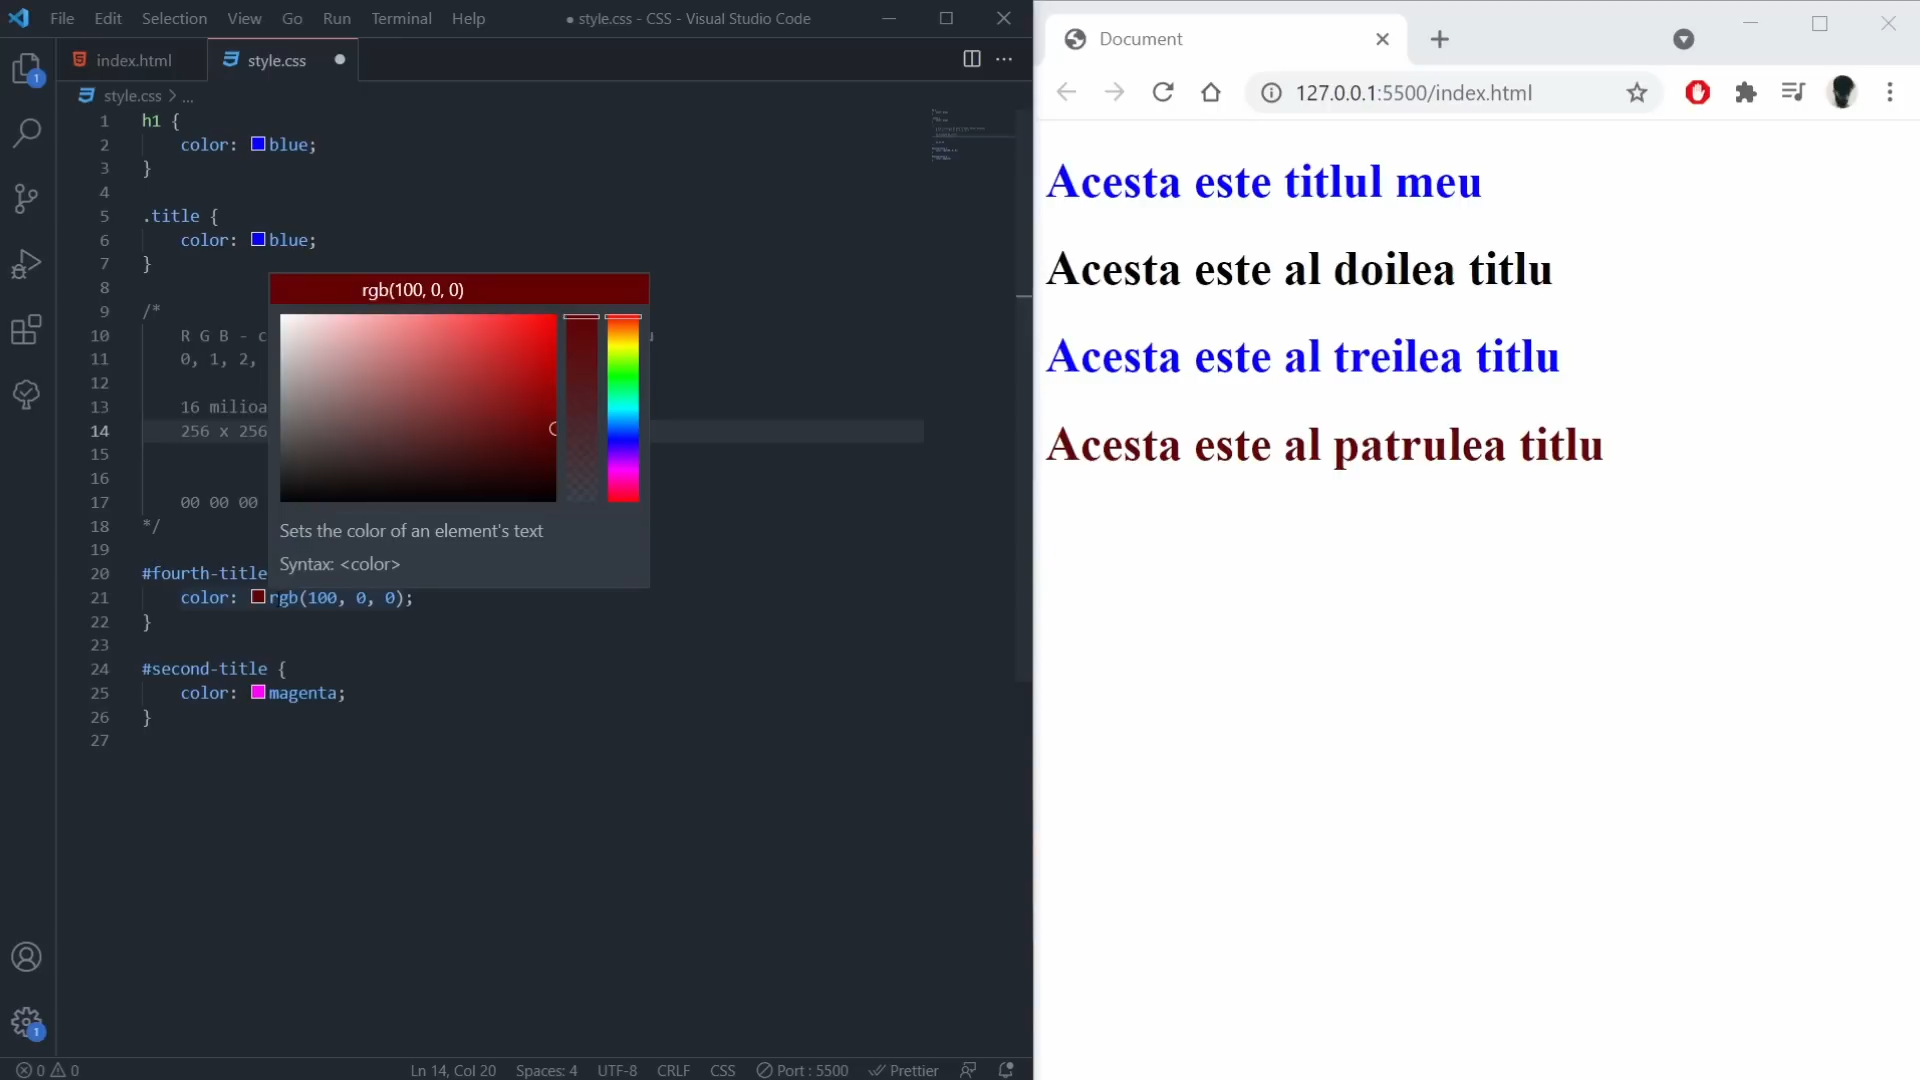 File Edit Selection View Go Run Terminal Help ● style.css - CSS - Visual Studio Code
index.html style.css
style.css > ...
1 h1 {
2 color: blue;
3 }
4
5 .title {
6 color: blue;
7 }
8
9 /*
10 R G B - c
11 0, 1, 2,
12
13 16 milioa
14 256 x 256
15
16
17 00 00 00
18 */
19
20 #fourth-title
21 color: rgb(100, 0, 0);
22 }
23
24 #second-title {
25 color: magenta;
26 }
27
rgb(100, 0, 0)
Sets the color of an element's text
Syntax: <color>
1
1
0 0 Ln 14, Col 20 Spaces: 4 UTF-8 CRLF CSS Port : 5500 Prettier
Document
127.0.0.1:5500/index.html
Acesta este titlul meu
Acesta este al doilea titlu
Acesta este al treilea titlu
Acesta este al patrulea titlu